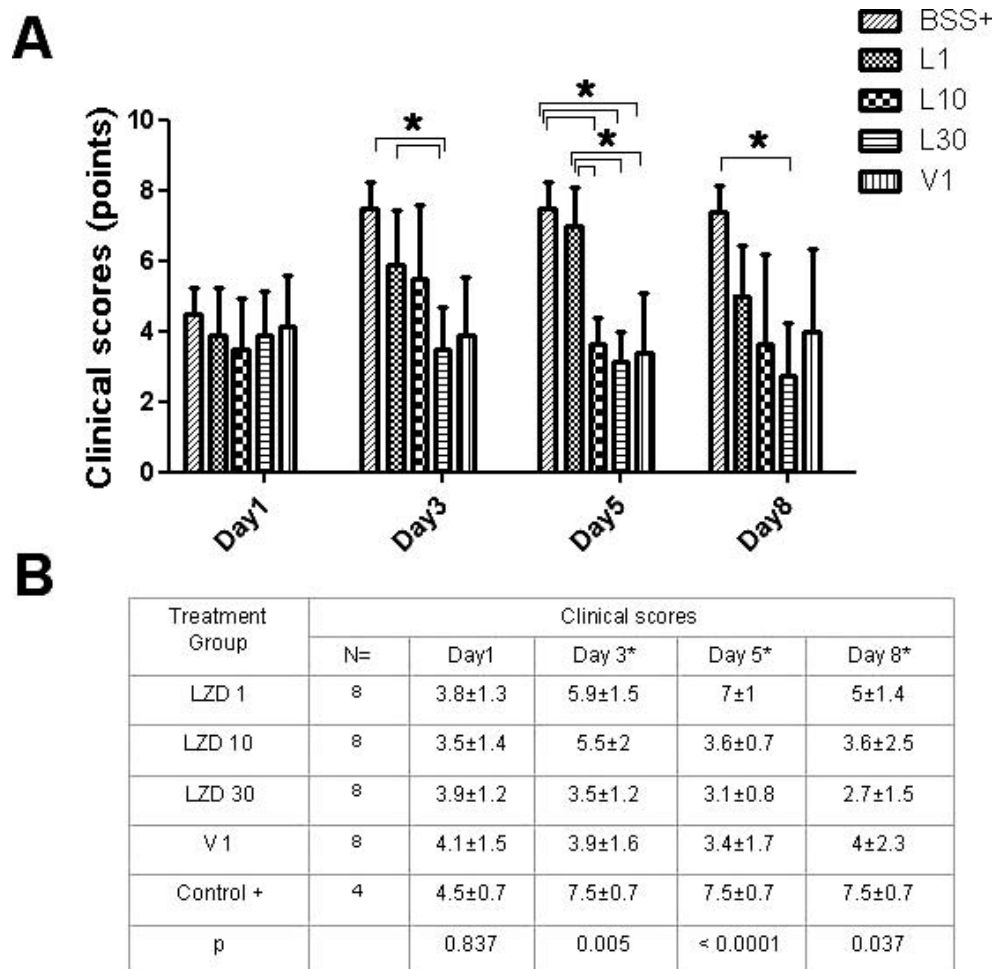 A
BSS+
L1
L10
L30
V1
Clinical scores (points)
10
8
6
4
2
0
*
*
*
*
Day1
Day3
Day5
Day8
B
Treatment Group
Clinical scores
N=
Day1
Day 3*
Day 5*
Day 8*
LZD 1 8 3.8±1.3 5.9±1.5 7±1 5±1.4
LZD 10 8 3.5±1.4 5.5±2 3.6±0.7 3.6±2.5
LZD 30 8 3.9±1.2 3.5±1.2 3.1±0.8 2.7±1.5
V 1 8 4.1±1.5 3.9±1.6 3.4±1.7 4±2.3
Control + 4 4.5±0.7 7.5±0.7 7.5±0.7 7.5±0.7
p 0.837 0.005 < 0.0001 0.037